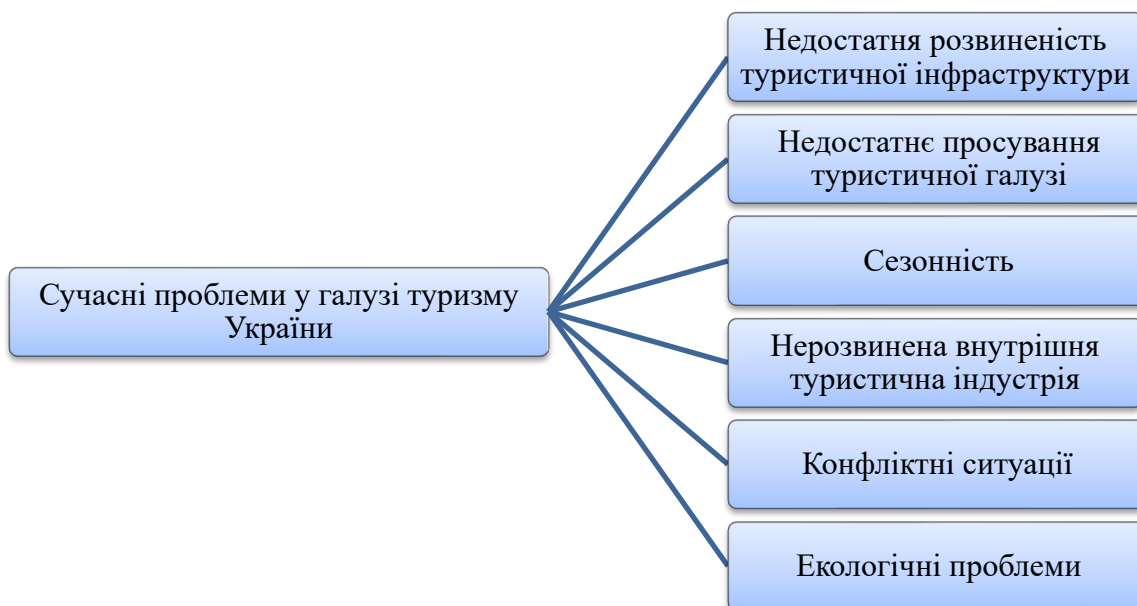 Сучасні проблеми у галузі туризму
України
Недостатня розвиненість
туристичної інфраструктури
Недостатнє просування
туристичної галузі
Сезонність
Нерозвинена внутрішня
туристична індустрія
Конфліктні ситуації
Екологічні проблеми